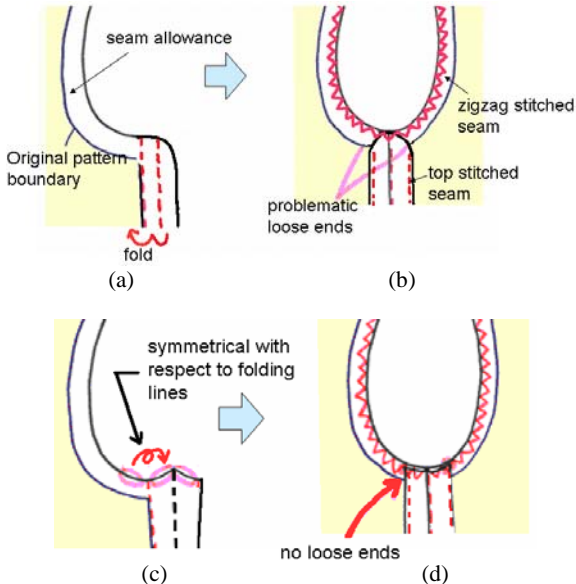 seam allowance
Original pattern
boundary
fold
(a)
zigzag stitched
seam
top stitched
seam
problematic
loose ends
(b)
symmetrical with
respect to folding
lines
(c)
no loose ends
(d)